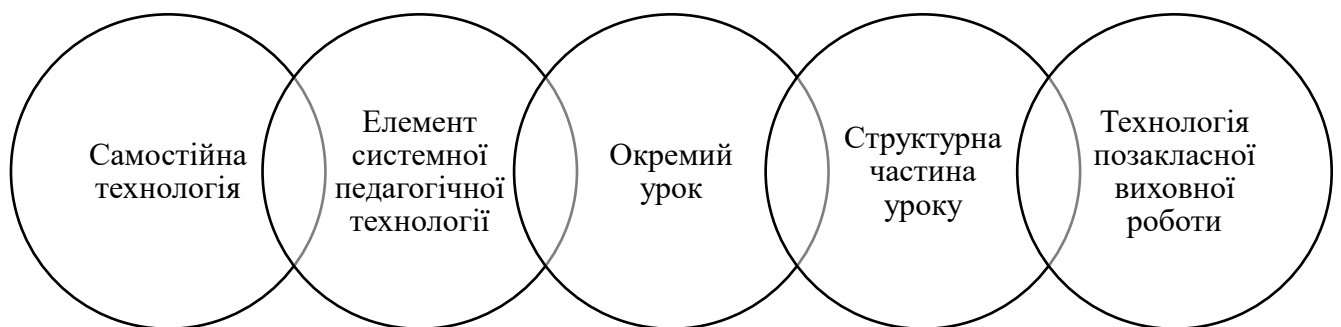 Самостійна
технологія
Елемент
системної
педагогічної
технології
Окремий
урок
Структурна
частина
уроку
Технологія
позакласної
виховної
роботи